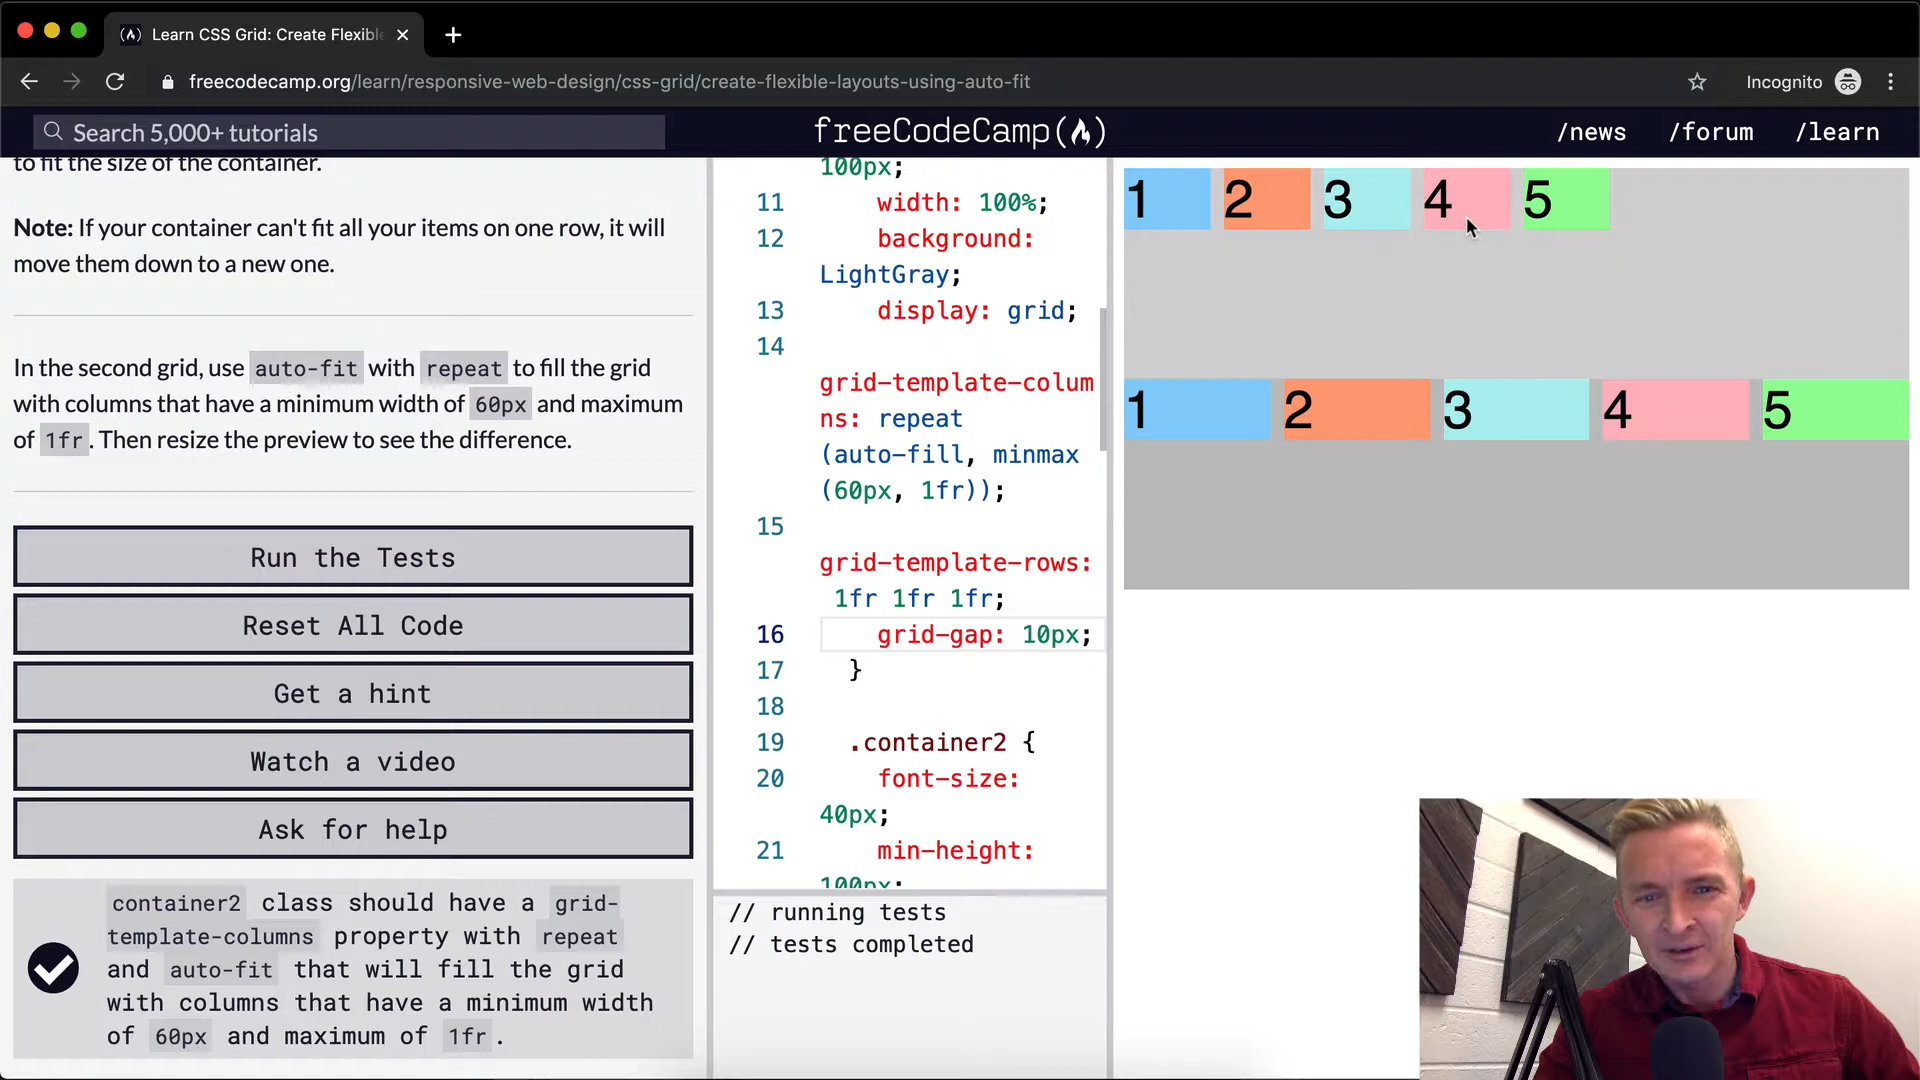 Learn CSS Grid: Create Flexibl
freecodecamp.org/learn/responsive-web-design/css-grid/create-flexible-layouts-using-auto-fit
Incognito
Search 5,000+ tutorials
freeCodeCamp
/news
/forum
/learn
to fit the size of the container.
Note: If your container can't fit all your items on one row, it will
move them down to a new one.
In the second grid, use auto-fit with repeat to fill the grid
with columns that have a minimum width of 60px and maximum
of 1fr. Then resize the preview to see the difference.
Run the Tests
Reset All Code
Get a hint
Watch a video
Ask for help
container2 class should have a grid-
template-columns property with repeat
and auto-fit that will fill the grid
with columns that have a minimum width
of 60px and maximum of 1fr.
100px;
11 width: 100%;
12 background:
LightGray;
13 display: grid;
14
grid-template-colum
ns: repeat
(auto-fill, minmax
(60px, 1fr));
15
grid-template-rows:
1fr 1fr 1fr;
16 grid-gap: 10px;
17 }
18
19 .container2 {
20 font-size:
40px;
21 min-height:
100px;
// running tests
// tests completed
1 2 3 4 5
1 2 3 4 5